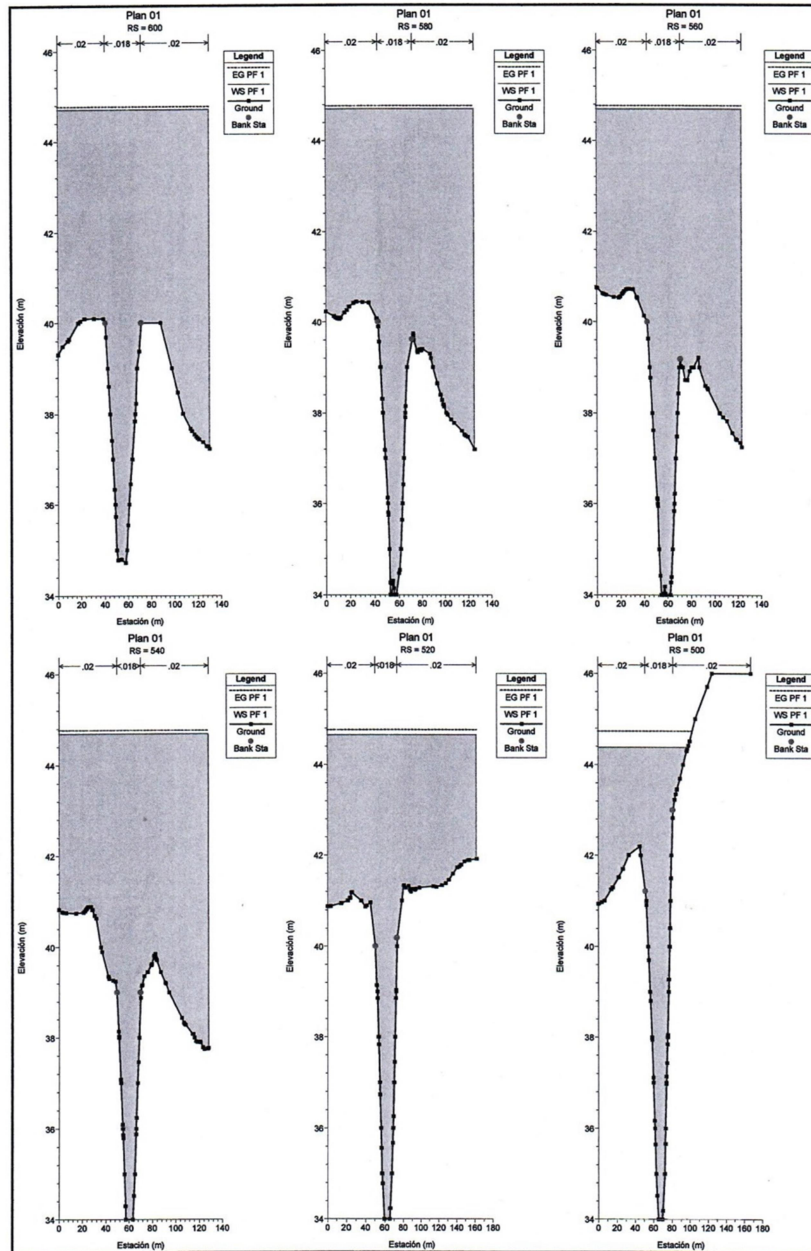 Plan 01
RS = 600
.02 .018 .02
Legend
EG PF 1
WS PF 1
Ground
Bank Sta
46
44
42
40
38
36
34
Elevación (m)
0 20 40 60 80 100 120 140
Estación (m)
Plan 01
RS = 580
.02 .018 .02
Legend
EG PF 1
WS PF 1
Ground
Bank Sta
46
44
42
40
38
36
34
Elevación (m)
0 20 40 60 80 100 120 140
Estación (m)
Plan 01
RS = 560
.02 .018 .02
Legend
EG PF 1
WS PF 1
Ground
Bank Sta
46
44
42
40
38
36
34
Elevación (m)
0 20 40 60 80 100 120 140
Estación (m)
Plan 01
RS = 540
.02 .018 .02
Legend
EG PF 1
WS PF 1
Ground
Bank Sta
46
44
42
40
38
36
34
Elevación (m)
0 20 40 60 80 100 120 140
Estación (m)
Plan 01
RS = 520
.02 .018 .02
Legend
EG PF 1
WS PF 1
Ground
Bank Sta
46
44
42
40
38
36
34
Elevación (m)
0 20 40 60 80 100 120 140 160 180
Estación (m)
Plan 01
RS = 500
.02 .018 .02
Legend
EG PF 1
WS PF 1
Ground
Bank Sta
46
44
42
40
38
36
34
Elevación (m)
0 20 40 60 80 100 120 140 160 180
Estación (m)